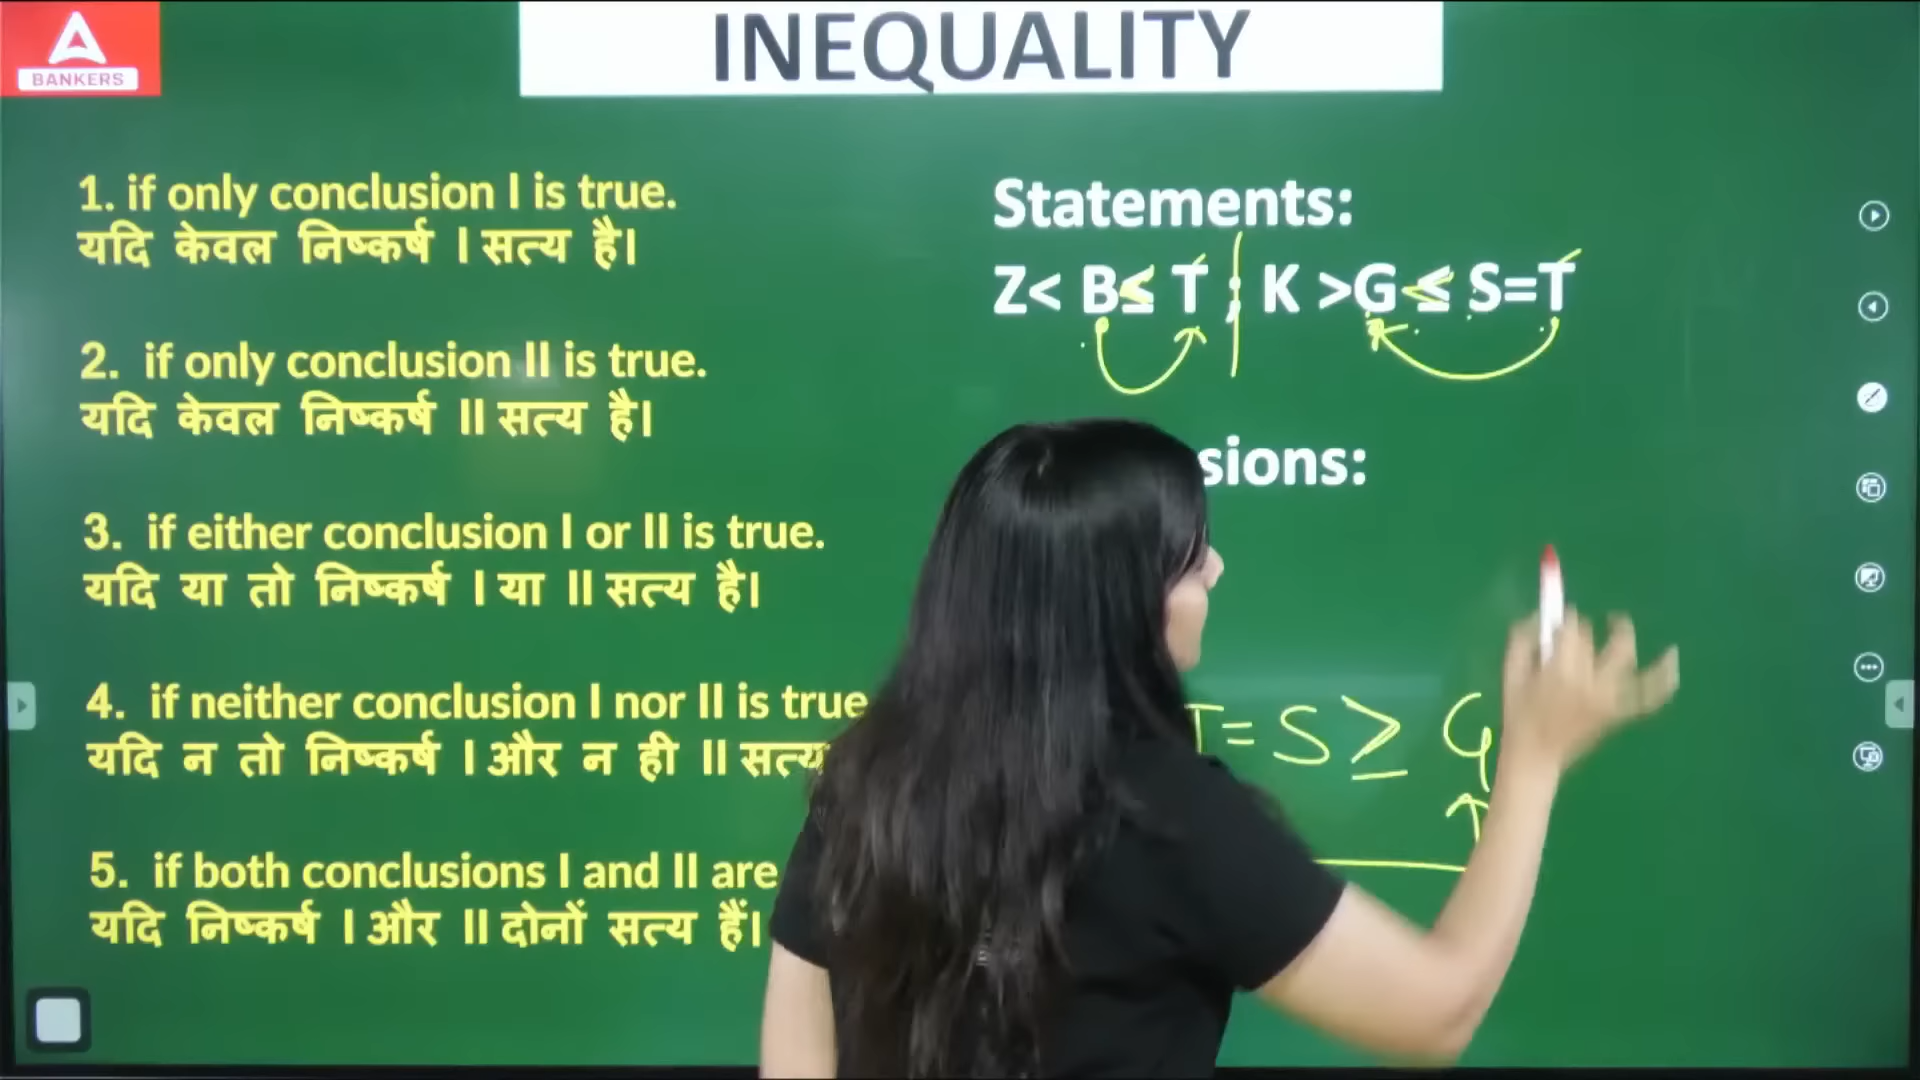 BANKERS
INEQUALITY
1. if only conclusion I is true.
यदि केवल निष्कर्ष I सत्य है।
2. if only conclusion II is true.
यदि केवल निष्कर्ष II सत्य है।
3. if either conclusion I or II is true.
यदि या तो निष्कर्ष I या II सत्य है।
4. if neither conclusion I nor II is true
यदि न तो निष्कर्ष I और न ही II सत्य
5. if both conclusions I and II are
यदि निष्कर्ष I और II दोनों सत्य हैं।
Statements:
Z< B≤ T ; K >G ≤ S=T
sions:
T = S ≥ G